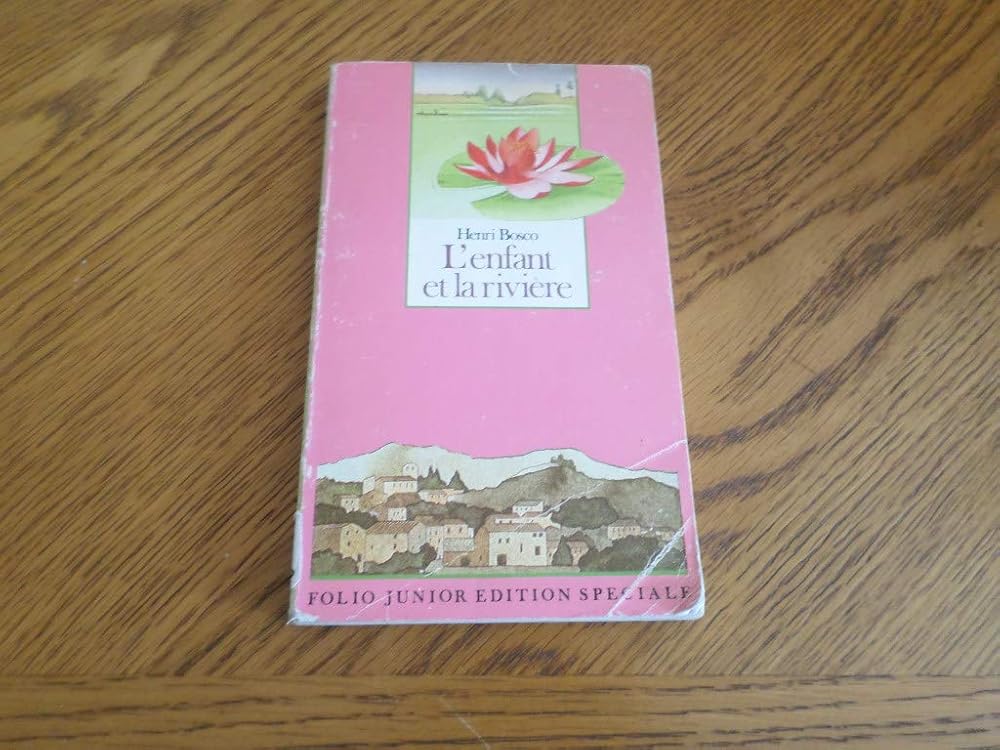 Henri Bosco
L'enfant
et la rivière
FOLIO JUNIOR EDITION SPECIALE